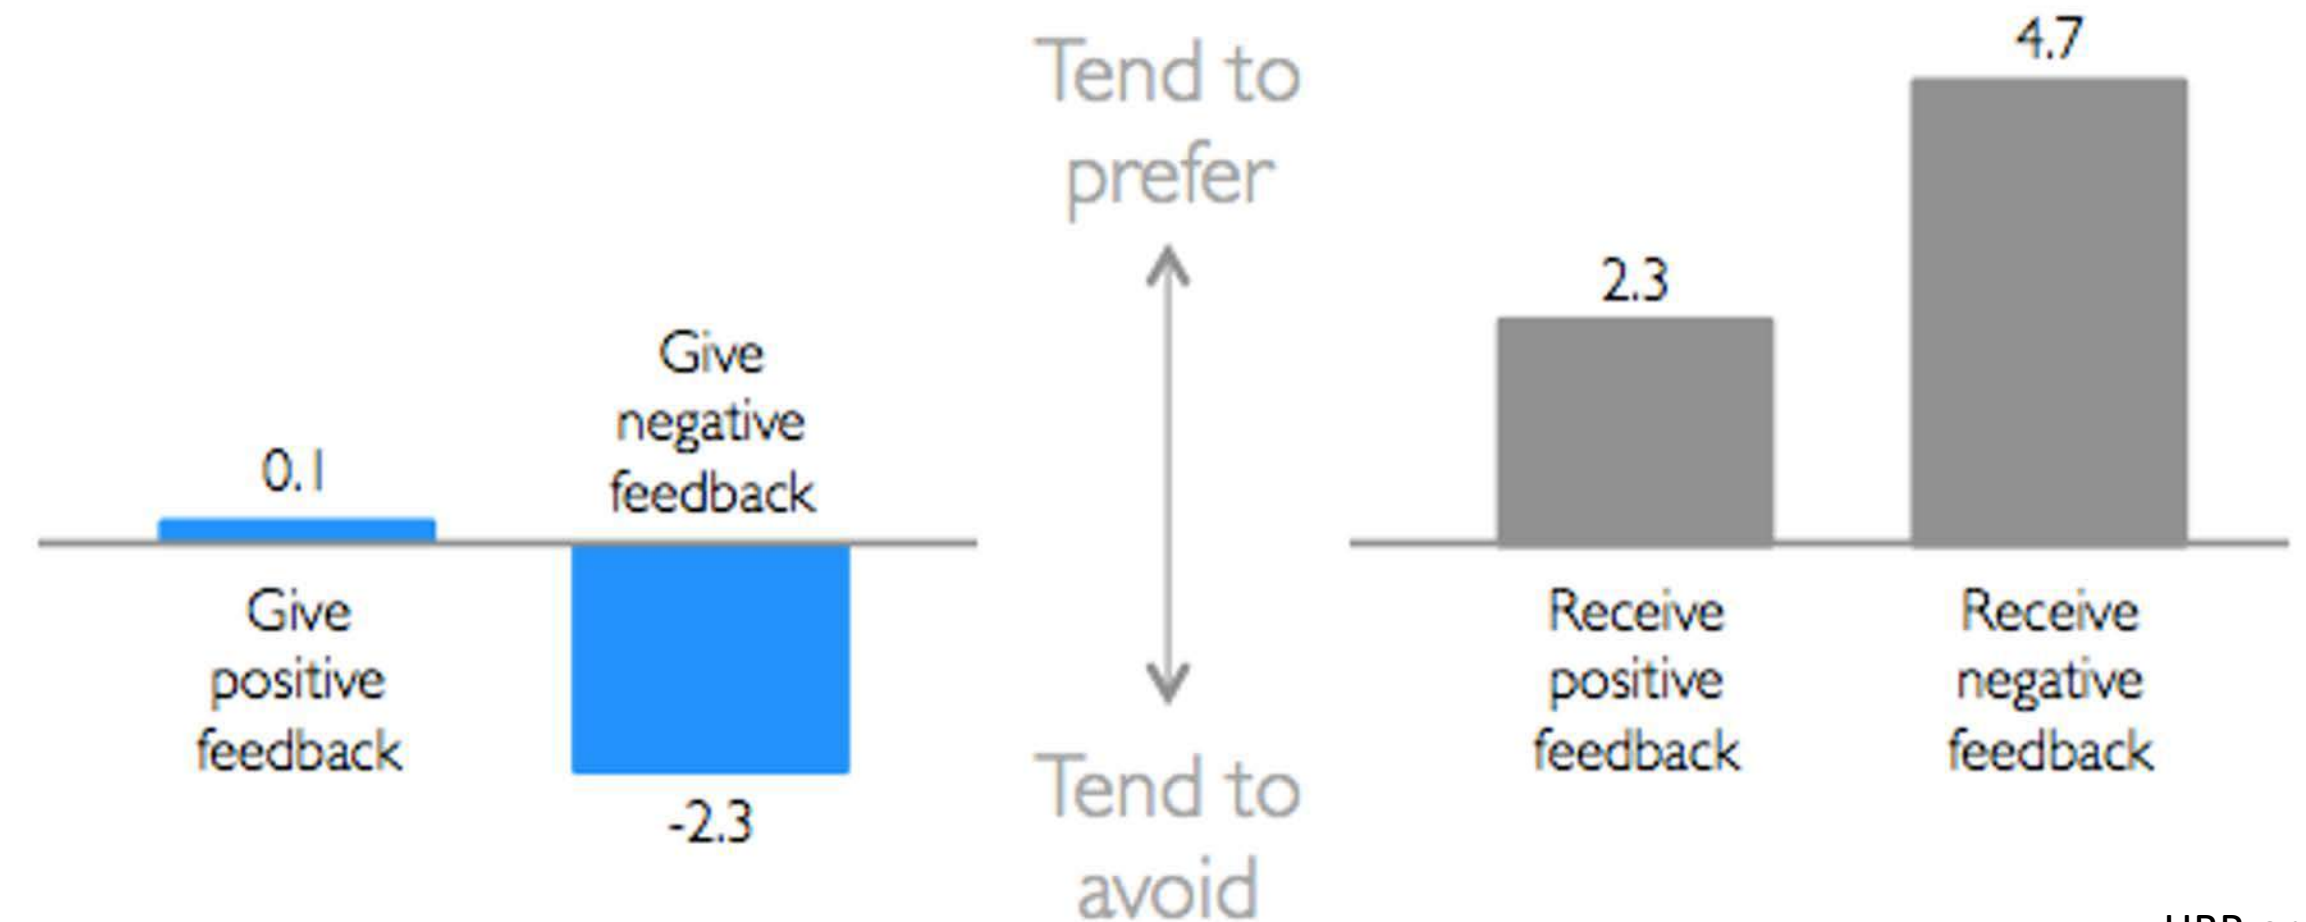 0.1
Give
positive
feedback
Give
negative
feedback
-2.3
Tend to
prefer
Tend to
avoid
2.3
Receive
positive
feedback
4.7
Receive
negative
feedback